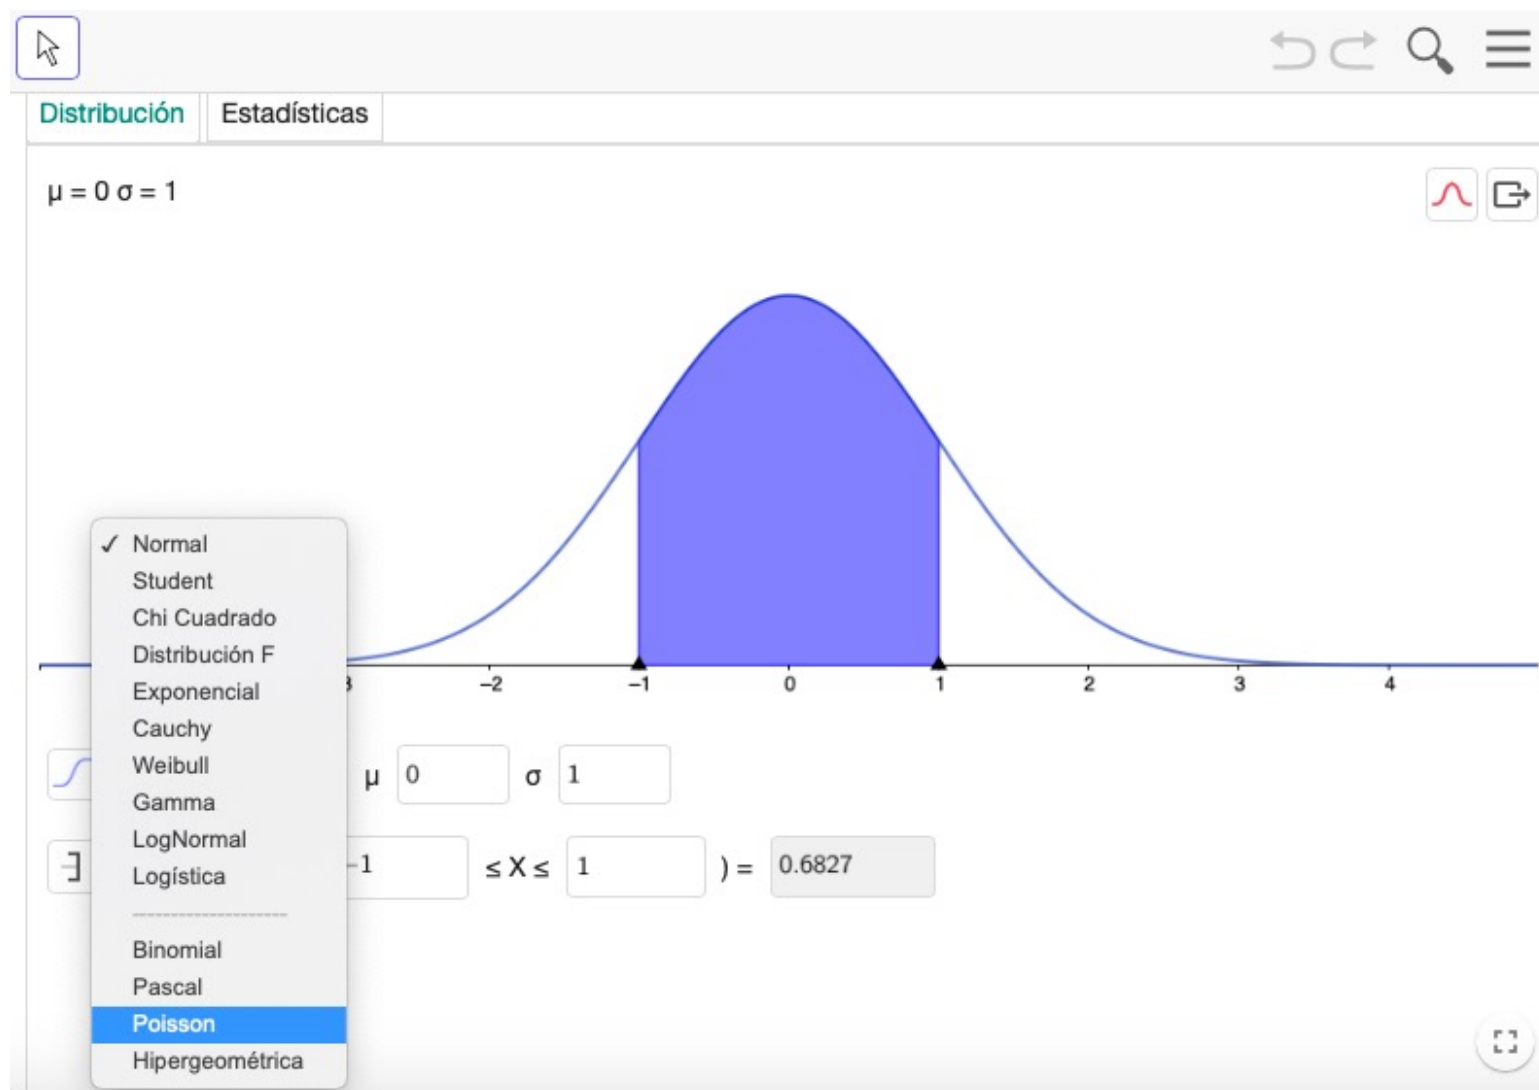 Distribución Estadísticas
μ = 0 σ = 1
✓ Normal
Student
Chi Cuadrado
Distribución F
Exponencial
Cauchy
Weibull
Gamma
LogNormal
Logística
--------------------
Binomial
Pascal
Poisson
Hipergeométrica
3 −2 −1 0 1 2 3 4
μ 0 σ 1
−1 ≤ X ≤ 1 ) = 0.6827